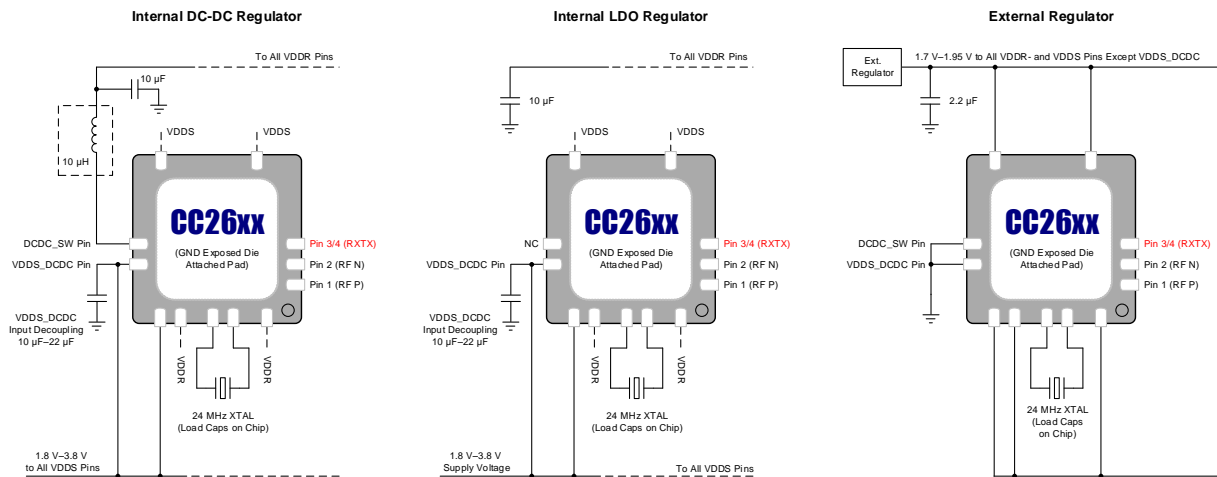 Internal DC-DC Regulator
To All VDDR Pins
10 µF
10 µH
VDDS
VDDS
CC26xx
(GND Exposed Die
Attached Pad)
DCDC_SW Pin
VDDS_DCDC Pin
Pin 3/4 (RXTX)
Pin 2 (RF N)
Pin 1 (RF P)
VDDS_DCDC
Input Decoupling
10 µF–22 µF
VDDR
VDDR
24 MHz XTAL
(Load Caps on Chip)
1.8 V–3.8 V
to All VDDS Pins
Internal LDO Regulator
To All VDDR Pins
10 µF
VDDS
VDDS
CC26xx
(GND Exposed Die
Attached Pad)
NC
VDDS_DCDC Pin
Pin 3/4 (RXTX)
Pin 2 (RF N)
Pin 1 (RF P)
VDDS_DCDC
Input Decoupling
10 µF–22 µF
VDDR
VDDR
24 MHz XTAL
(Load Caps on Chip)
1.8 V–3.8 V
Supply Voltage
To All VDDS Pins
External Regulator
Ext.
Regulator
1.7 V–1.95 V to All VDDR- and VDDS Pins Except VDDS_DCDC
2.2 µF
CC26xx
(GND Exposed Die
Attached Pad)
DCDC_SW Pin
VDDS_DCDC Pin
Pin 3/4 (RXTX)
Pin 2 (RF N)
Pin 1 (RF P)
24 MHz XTAL
(Load Caps
on Chip)